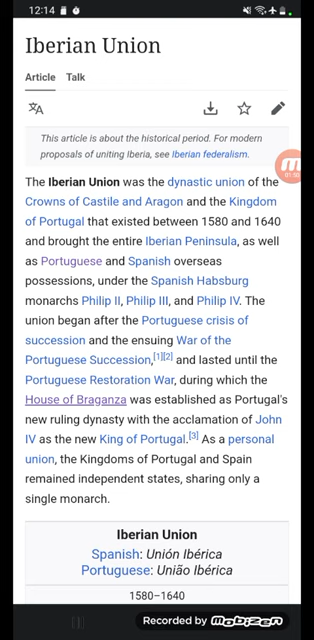 12:14
Iberian Union
Article Talk
This article is about the historical period. For modern
proposals of uniting Iberia, see Iberian federalism.
The Iberian Union was the dynastic union of the
Crowns of Castile and Aragon and the Kingdom
of Portugal that existed between 1580 and 1640
and brought the entire Iberian Peninsula, as well
as Portuguese and Spanish overseas
possessions, under the Spanish Habsburg
monarchs Philip II, Philip III, and Philip IV. The
union began after the Portuguese crisis of
succession and the ensuing War of the
Portuguese Succession,[1][2] and lasted until the
Portuguese Restoration War, during which the
House of Braganza was established as Portugal's
new ruling dynasty with the acclamation of John
IV as the new King of Portugal.[3] As a personal
union, the Kingdoms of Portugal and Spain
remained independent states, sharing only a
single monarch.
Iberian Union
Spanish: Unión Ibérica
Portuguese: União Ibérica
1580–1640
Recorded by Mobizen